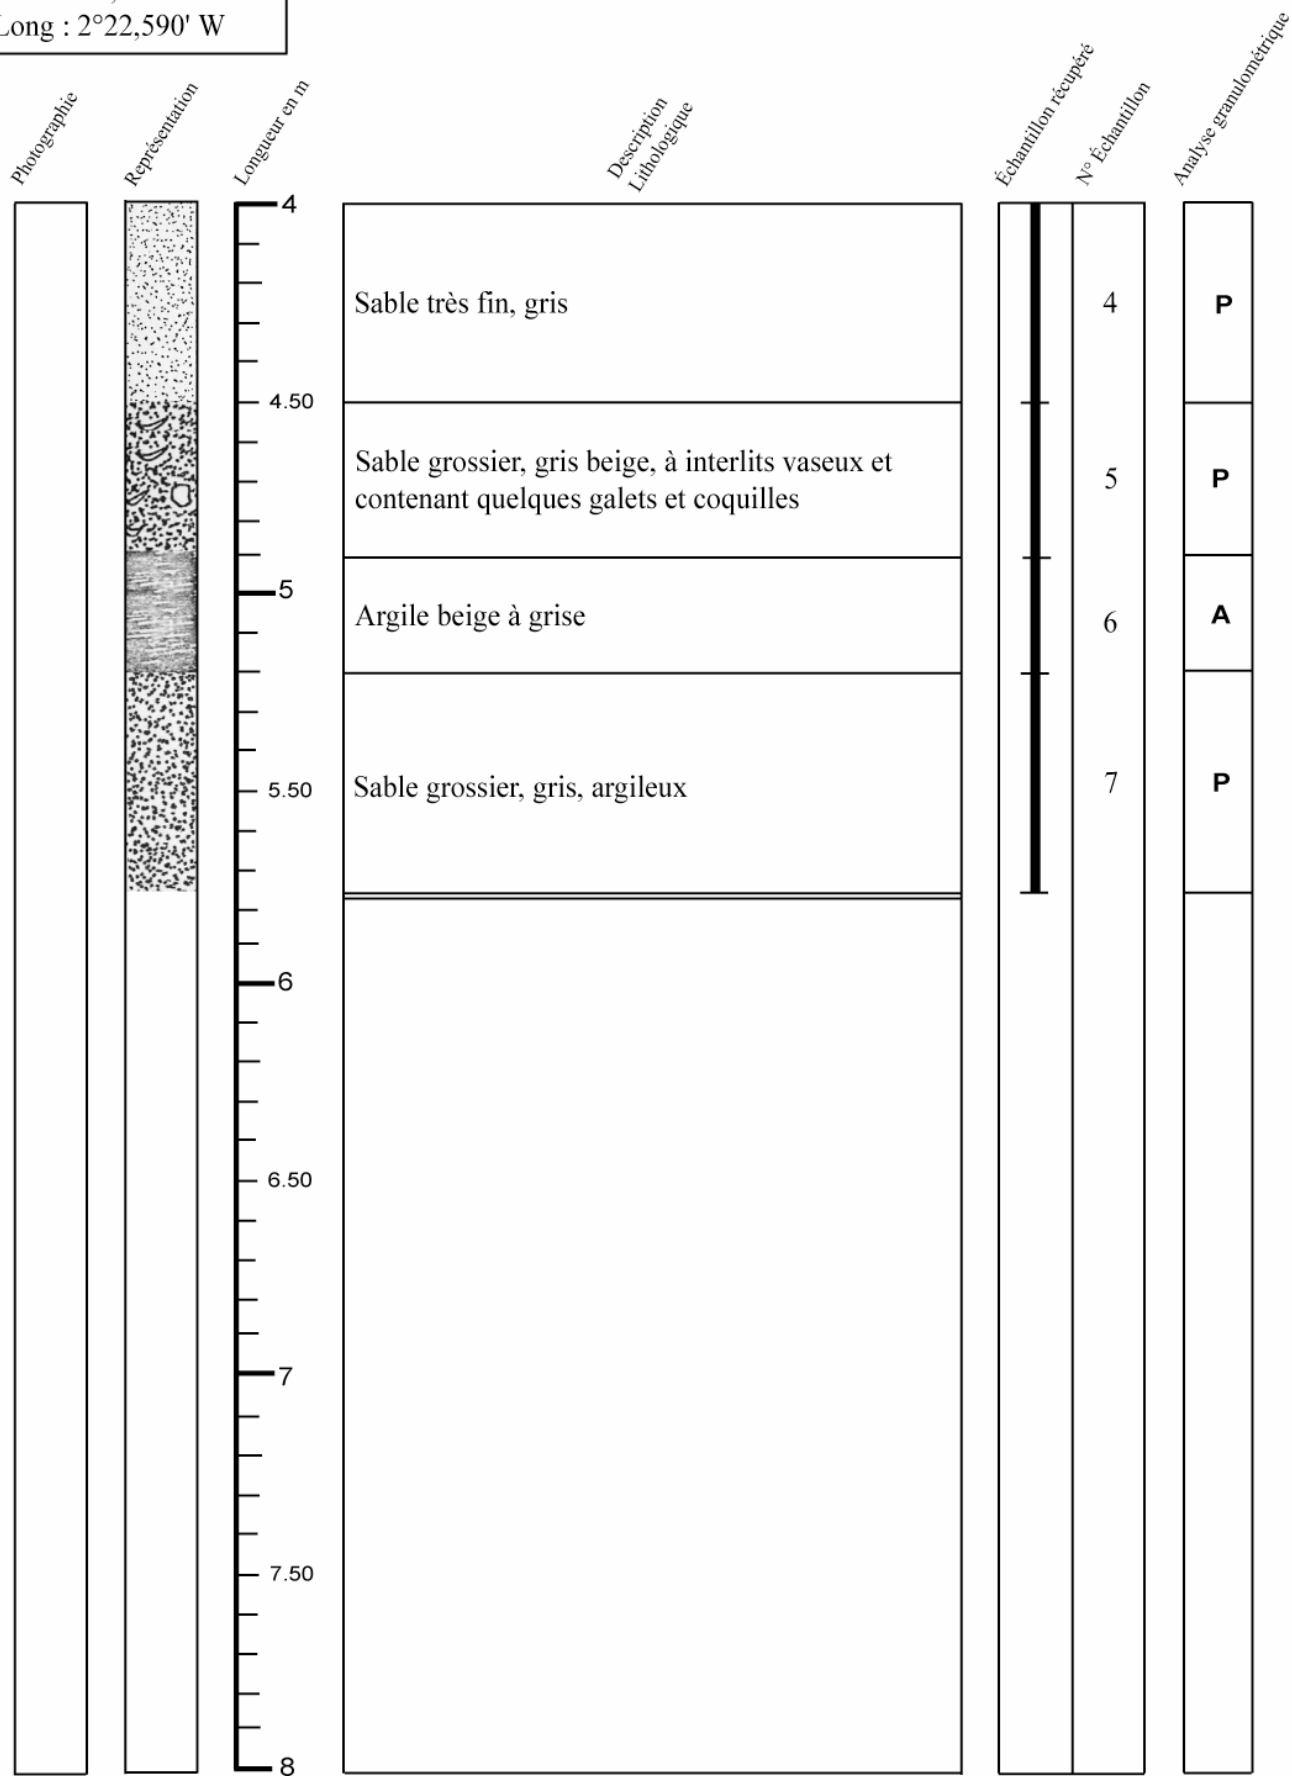 Long : 2°22,590' W
Photographie
Représentation
Longueur en m
Description
Lithologique
Échantillon récupéré
N° Échantillon
Analyse granulométrique
4
Sable très fin, gris
4
P
4.50
Sable grossier, gris beige, à interlits vaseux et
contenant quelques galets et coquilles
5
P
5
Argile beige à grise
6
A
5.50
Sable grossier, gris, argileux
7
P
6
6.50
7
7.50
8